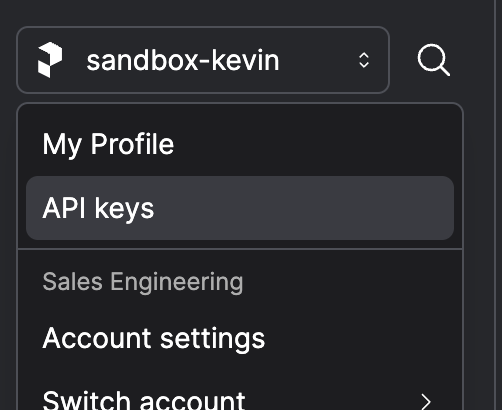 sandbox-kevin
My Profile
API keys
Sales Engineering
Account settings
Switch account